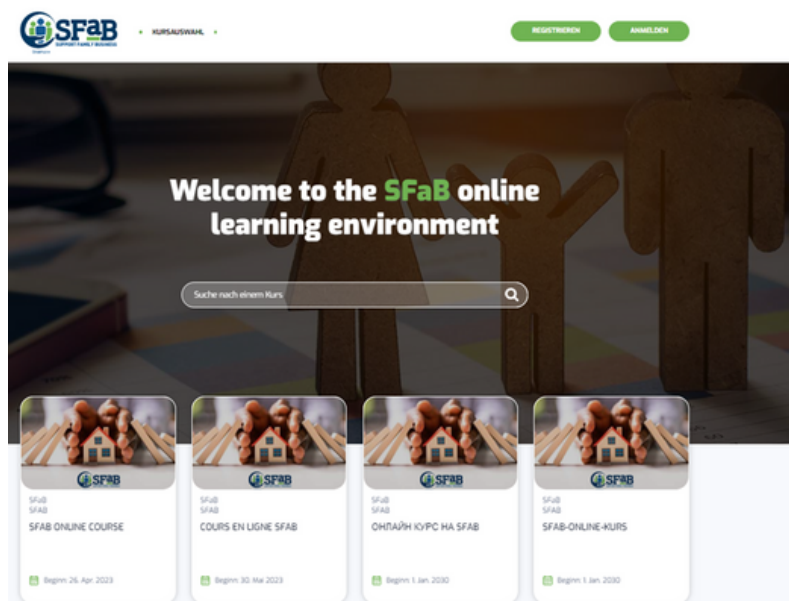 SFaB
SUPPORT-FAMILY-BUSINESS
KURSAUSWAHL
REGISTRIEREN
ANMELDEN
Welcome to the SFaB online
learning environment
Suche nach einem Kurs
SFaB
SFaB
SFaB
SFaB
SFaB
SFAB
SFAB ONLINE COURSE
Beginn: 26. Apr. 2023
SFaB
SFAB
COURS EN LIGNE SFAB
Beginn: 30. Mai 2023
SFaB
SFAB
ОНЛАЙН КУРС НА SFAB
Beginn: 1. Jan. 2030
SFaB
SFAB
SFAB-ONLINE-KURS
Beginn: 1. Jan. 2030